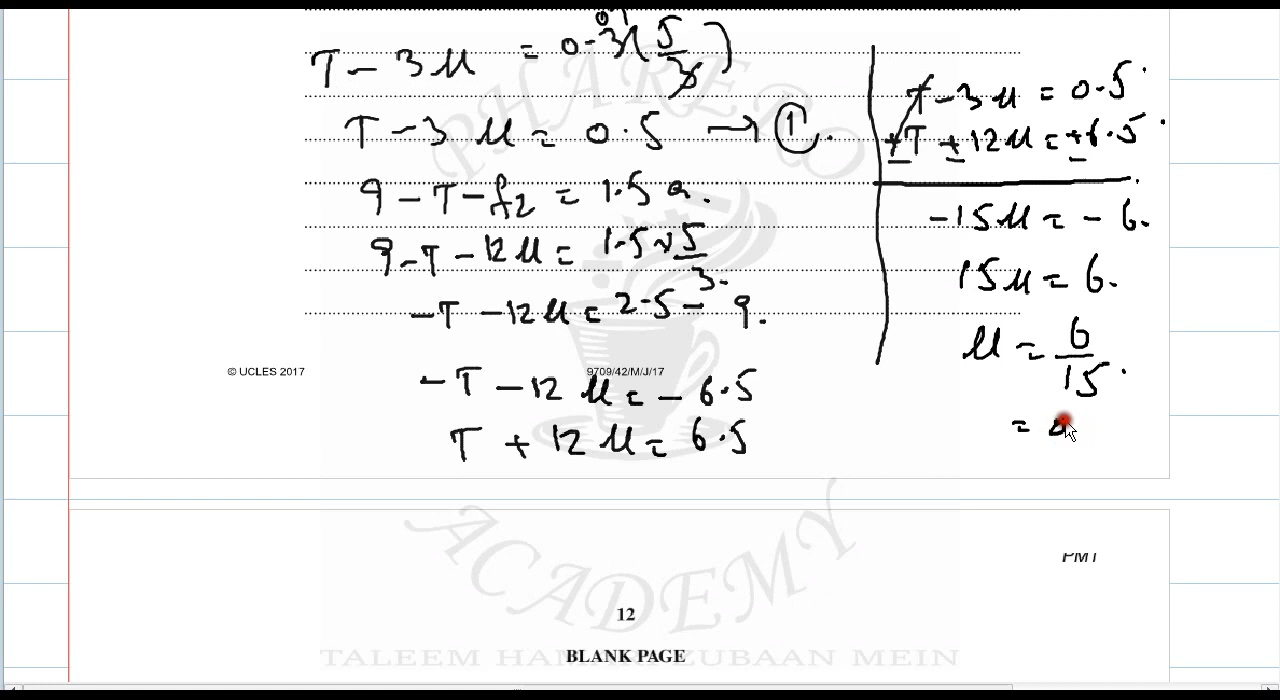 T - 3μ = 0.3(5/3)
T - 3μ = 0.5 → ①.
9 - T - f2 = 1.5 a.
9 - T - 12μ = 1.5 × 5/3.
-T - 12μ = 2.5 - 9.
-T - 12μ = - 6.5
T + 12μ = 6.5
T - 3μ = 0.5
+T + 12μ = +6.5
-15μ = - 6.
15μ = 6.
μ = 6/15.
=
© UCLES 2017 9709/42/M/J/17
PMT
12
BLANK PAGE
PHAREBO
ACADEMY
TALEEM HAMARI ZUBAAN MEIN